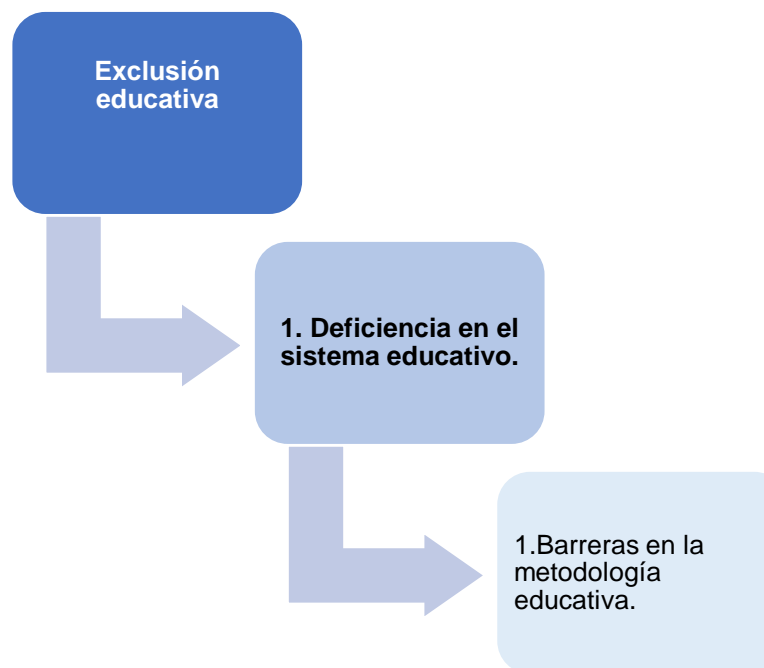 Exclusión
educativa
1. Deficiencia en el
sistema educativo.
1.Barreras en la
metodología
educativa.